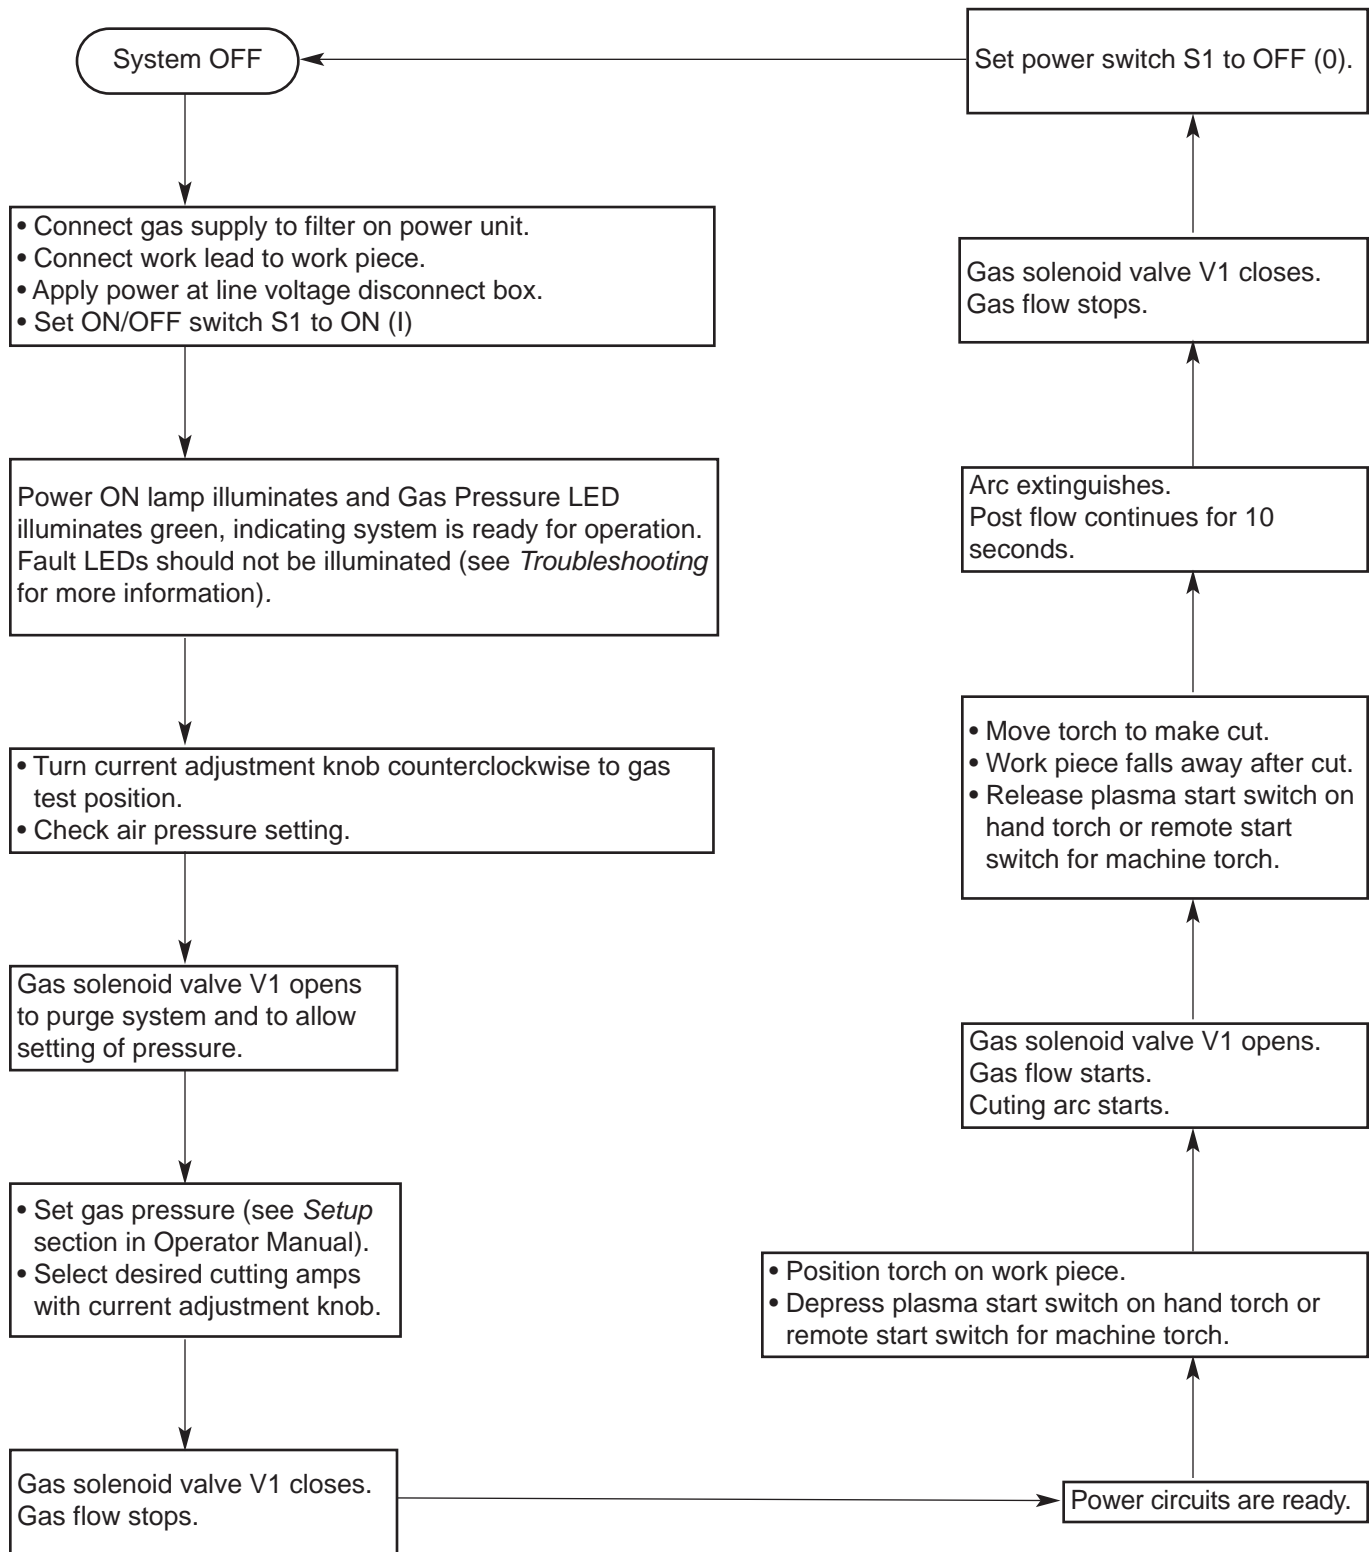 System OFF
• Connect gas supply to filter on power unit.
• Connect work lead to work piece.
• Apply power at line voltage disconnect box.
• Set ON/OFF switch S1 to ON (I)
Power ON lamp illuminates and Gas Pressure LED
illuminates green, indicating system is ready for operation.
Fault LEDs should not be illuminated (see Troubleshooting
for more information).
• Turn current adjustment knob counterclockwise to gas
test position.
• Check air pressure setting.
Gas solenoid valve V1 opens
to purge system and to allow
setting of pressure.
• Set gas pressure (see Setup
section in Operator Manual).
• Select desired cutting amps
with current adjustment knob.
Gas solenoid valve V1 closes.
Gas flow stops.
Power circuits are ready.
• Position torch on work piece.
• Depress plasma start switch on hand torch or
remote start switch for machine torch.
Gas solenoid valve V1 opens.
Gas flow starts.
Cuting arc starts.
• Move torch to make cut.
• Work piece falls away after cut.
• Release plasma start switch on
hand torch or remote start
switch for machine torch.
Arc extinguishes.
Post flow continues for 10
seconds.
Gas solenoid valve V1 closes.
Gas flow stops.
Set power switch S1 to OFF (0).